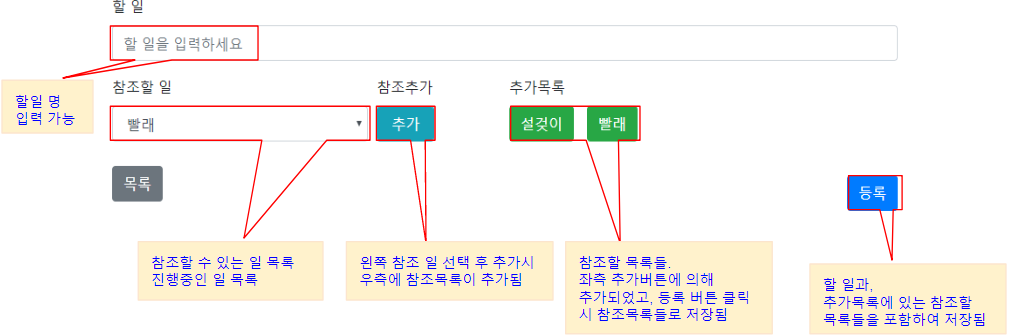 할 일
할 일을 입력하세요
할일 명
입력 가능
참조할 일
참조추가
추가목록
빨래
추가
설겆이
빨래
목록
등록
참조할 수 있는 일 목록
진행중인 일 목록
왼쪽 참조 일 선택 후 추가시
우측에 참조목록이 추가됨
참조할 목록들.
좌측 추가버튼에 의해
추가되었고, 등록 버튼 클릭
시 참조목록들로 저장됨
할 일과,
추가목록에 있는 참조할
목록들을 포함하여 저장됨